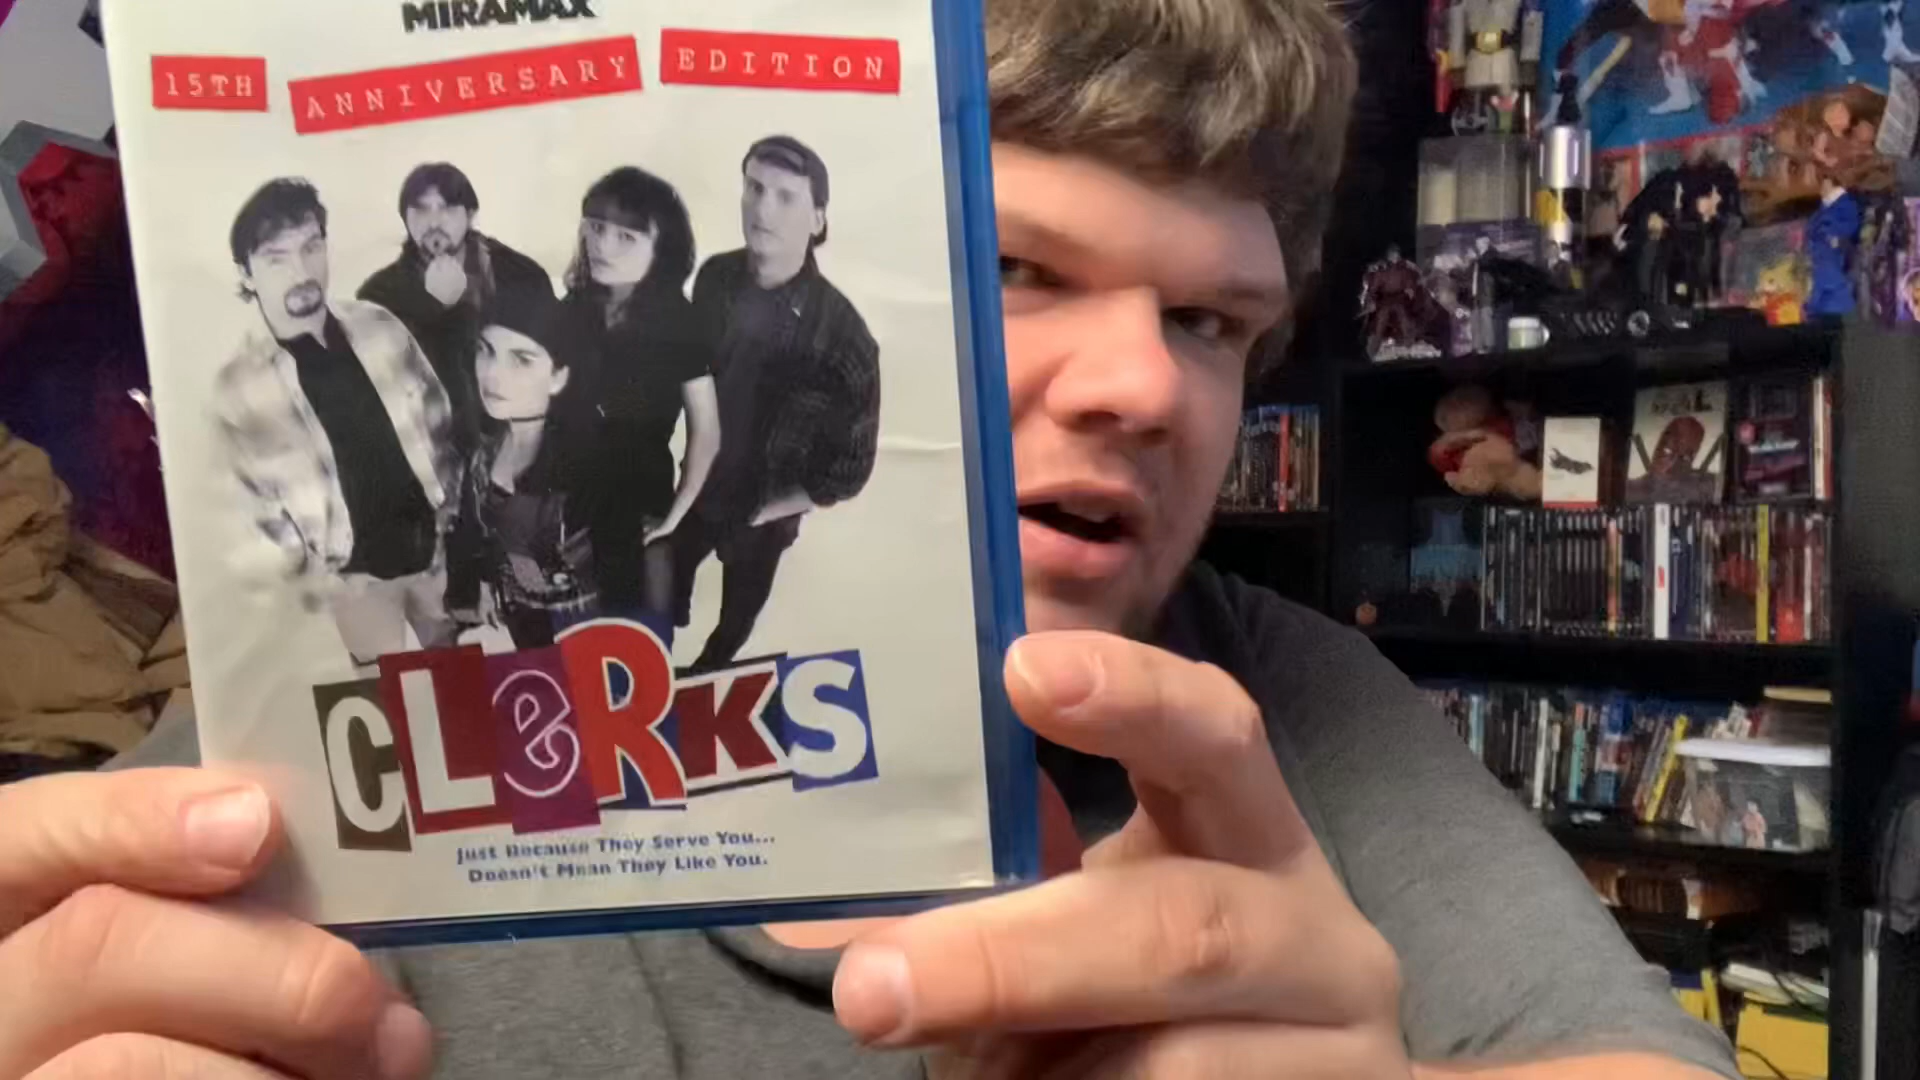 MIRAMAX
15TH ANNIVERSARY EDITION
CLeRKS
Just Because They Serve You...
Doesn't Mean They Like You.